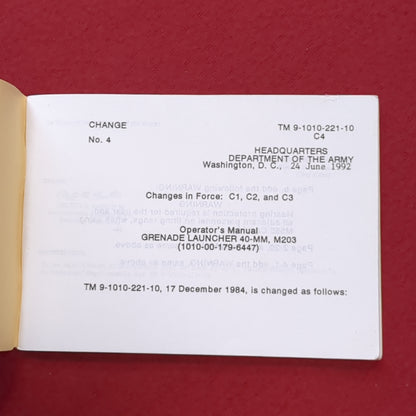 CHANGE
No. 4
TM 9-1010-221-10
C4
HEADQUARTERS
DEPARTMENT OF THE ARMY
Washington, D. C., 24 June 1992
Changes in Force: C1, C2, and C3
Operator's Manual
GRENADE LAUNCHER 40-MM, M203
(1010-00-179-6447)
TM 9-1010-221-10, 17 December 1984, is changed as follows: